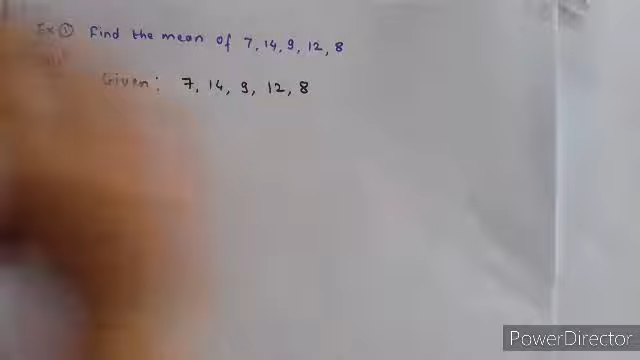 Ex ① Find the mean of 7, 14, 9, 12, 8
Given: 7, 14, 9, 12, 8
PowerDirector